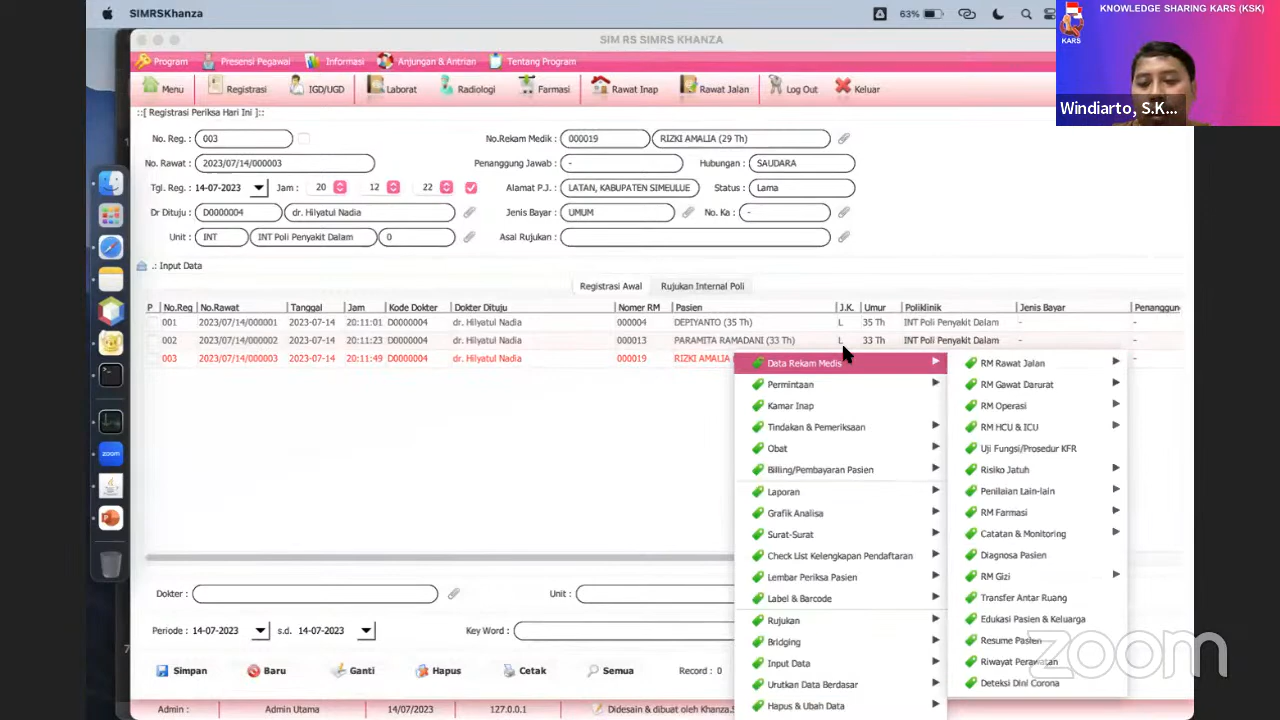 SIMRSKhanza
63%
KNOWLEDGE SHARING KARS (KSK)
KARS
Windiarto, S.K...
SIM RS SIMRS KHANZA
Program Presensi Pegawai Informasi Anjungan & Antrian Tentang Program
Menu Registrasi IGD/UGD Laborat Radiologi Farmasi Rawat Inap Rawat Jalan Log Out Keluar
::[ Registrasi Periksa Hari Ini ]::
No. Reg. : 003 No.Rekam Medik : 000019 RIZKI AMALIA (29 Th)
No. Rawat : 2023/07/14/000003 Penanggung Jawab : - Hubungan : SAUDARA
Tgl. Reg. : 14-07-2023 Jam : 20 12 22 Alamat P.J. : LATAN, KABUPATEN SIMEULUE Status : Lama
Dr Dituju : D0000004 dr. Hilyatul Nadia Jenis Bayar : UMUM No. Ka : -
Unit : INT INT Poli Penyakit Dalam 0 Asal Rujukan :
.: Input Data
Registrasi Awal Rujukan Internal Poli
P No.Reg No.Rawat Tanggal Jam Kode Dokter Dokter Dituju Nomer RM Pasien J.K. Umur Poliklinik Jenis Bayar Penanggun
001 2023/07/14/000001 2023-07-14 20:11:01 D0000004 dr. Hilyatul Nadia 000004 DEPIYANTO (35 Th) L 35 Th INT Poli Penyakit Dalam - -
002 2023/07/14/000002 2023-07-14 20:11:23 D0000004 dr. Hilyatul Nadia 000013 PARAMITA RAMADANI (33 Th) L 33 Th INT Poli Penyakit Dalam - -
003 2023/07/14/000003 2023-07-14 20:11:49 D0000004 dr. Hilyatul Nadia 000019 RIZKI AMALIA
Data Rekam Medis
Permintaan
Kamar Inap
Tindakan & Pemeriksaan
Obat
Billing/Pembayaran Pasien
Laporan
Grafik Analisa
Surat-Surat
Check List Kelengkapan Pendaftaran
Lembar Periksa Pasien
Label & Barcode
Rujukan
Bridging
Input Data
Urutkan Data Berdasar
Hapus & Ubah Data
RM Rawat Jalan
RM Gawat Darurat
RM Operasi
RM HCU & ICU
Uji Fungsi/Prosedur KFR
Risiko Jatuh
Penilaian Lain-lain
RM Farmasi
Catatan & Monitoring
Diagnosa Pasien
RM Gizi
Transfer Antar Ruang
Edukasi Pasien & Keluarga
Resume Pasien
Riwayat Perawatan
Deteksi Dini Corona
zoom
zoom
Dokter : Unit :
Periode : 14-07-2023 s.d. 14-07-2023 Key Word :
Simpan Baru Ganti Hapus Cetak Semua Record : 0
Admin : Admin Utama 14/07/2023 127.0.0.1 Didesain & dibuat oleh Khanza.S